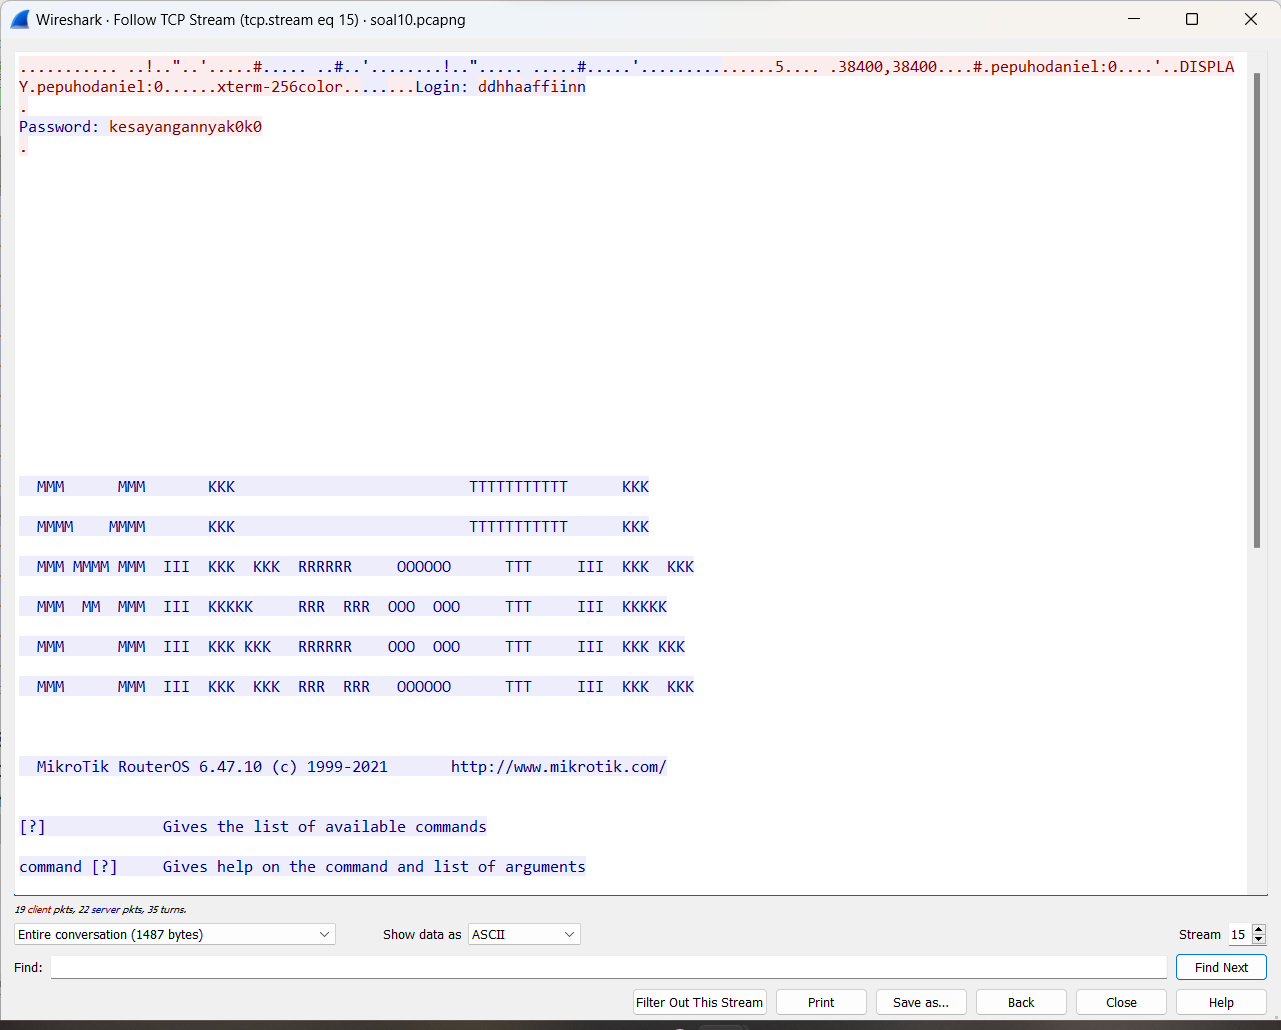 Wireshark · Follow TCP Stream (tcp.stream eq 15) · soal10.pcapng
........... ..!.."..'.....#..... ..#..'........!.."..... .....#.....'...............5.... .38400,38400....#.pepuhodaniel:0....'..DISPLA
Y.pepuhodaniel:0......xterm-256color........Login: ddhhaaffiinn
.
Password: kesayangannyak0k0
.
  MMM      MMM       KKK                          TTTTTTTTTTT      KKK
  MMMM    MMMM       KKK                          TTTTTTTTTTT      KKK
  MMM MMMM MMM  III  KKK  KKK  RRRRRR     OOOOOO      TTT     III  KKK  KKK
  MMM  MM  MMM  III  KKKKK     RRR  RRR  OOO  OOO     TTT     III  KKKKK
  MMM      MMM  III  KKK KKK   RRRRRR    OOO  OOO     TTT     III  KKK KKK
  MMM      MMM  III  KKK  KKK  RRR  RRR   OOOOOO      TTT     III  KKK  KKK
  MikroTik RouterOS 6.47.10 (c) 1999-2021       http://www.mikrotik.com/
[?]             Gives the list of available commands
command [?]     Gives help on the command and list of arguments
19 client pkts, 22 server pkts, 35 turns.
Entire conversation (1487 bytes) Show data as ASCII Stream 15
Find: Find Next
Filter Out This Stream Print Save as... Back Close Help